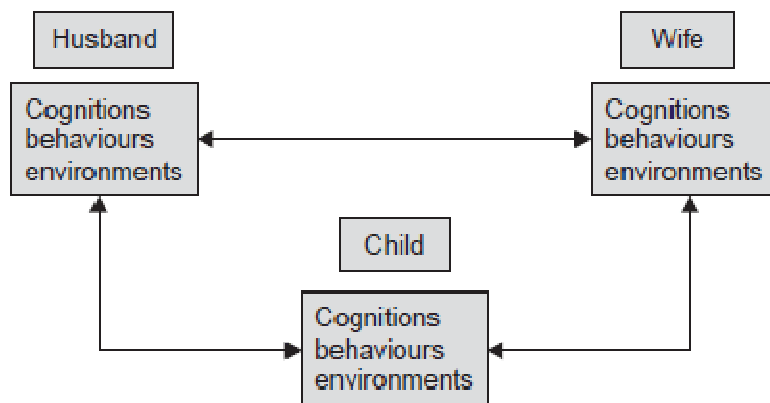 Husband
Wife
Cognitions
behaviours
environments
Cognitions
behaviours
environments
Child
Cognitions
behaviours
environments